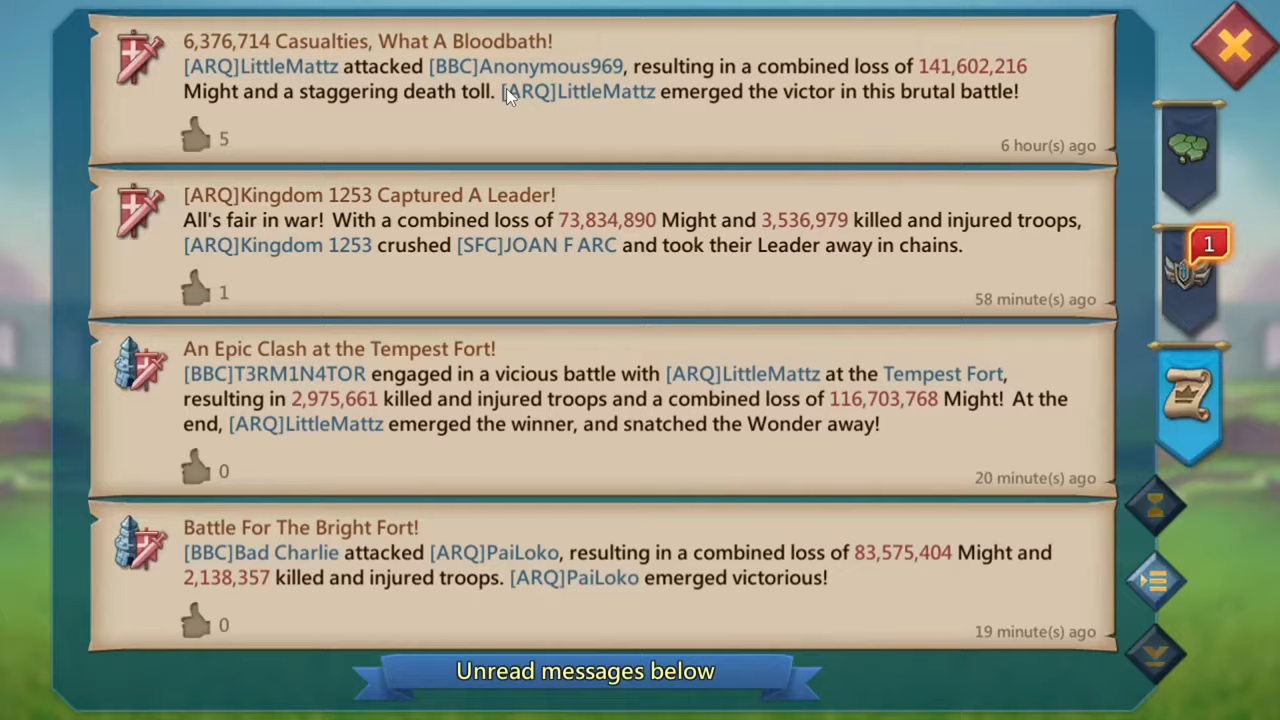 6,376,714 Casualties, What A Bloodbath!
[ARQ]LittleMattz attacked [BBC]Anonymous969, resulting in a combined loss of 141,602,216
Might and a staggering death toll. [ARQ]LittleMattz emerged the victor in this brutal battle!
5
6 hour(s) ago
[ARQ]Kingdom 1253 Captured A Leader!
All's fair in war! With a combined loss of 73,834,890 Might and 3,536,979 killed and injured troops,
[ARQ]Kingdom 1253 crushed [SFC]JOAN F ARC and took their Leader away in chains.
1
58 minute(s) ago
1
An Epic Clash at the Tempest Fort!
[BBC]T3RM1N4TOR engaged in a vicious battle with [ARQ]LittleMattz at the Tempest Fort,
resulting in 2,975,661 killed and injured troops and a combined loss of 116,703,768 Might! At the
end, [ARQ]LittleMattz emerged the winner, and snatched the Wonder away!
0
20 minute(s) ago
Battle For The Bright Fort!
[BBC]Bad Charlie attacked [ARQ]PaiLoko, resulting in a combined loss of 83,575,404 Might and
2,138,357 killed and injured troops. [ARQ]PaiLoko emerged victorious!
0
19 minute(s) ago
Unread messages below